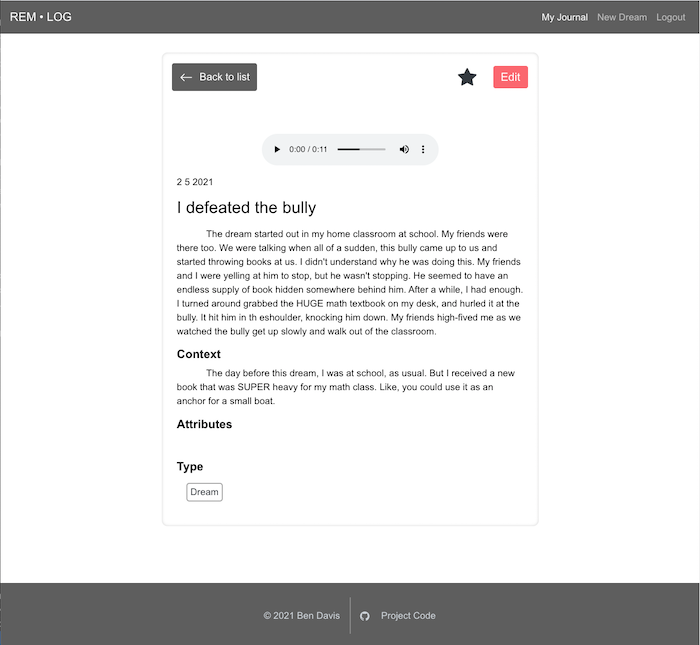 REM • LOG
My Journal New Dream Logout
← Back to list
Edit
0:00 / 0:11
2 5 2021
I defeated the bully
The dream started out in my home classroom at school. My friends were
there too. We were talking when all of a sudden, this bully came up to us and
started throwing books at us. I didn't understand why he was doing this. My friends
and I were yelling at him to stop, but he wasn't stopping. He seemed to have an
endless supply of book hidden somewhere behind him. After a while, I had enough.
I turned around grabbed the HUGE math textbook on my desk, and hurled it at the
bully. It hit him in th eshoulder, knocking him down. My friends high-fived me as we
watched the bully get up slowly and walk out of the classroom.
Context
The day before this dream, I was at school, as usual. But I received a new
book that was SUPER heavy for my math class. Like, you could use it as an
anchor for a small boat.
Attributes
Type
Dream
© 2021 Ben Davis
Project Code